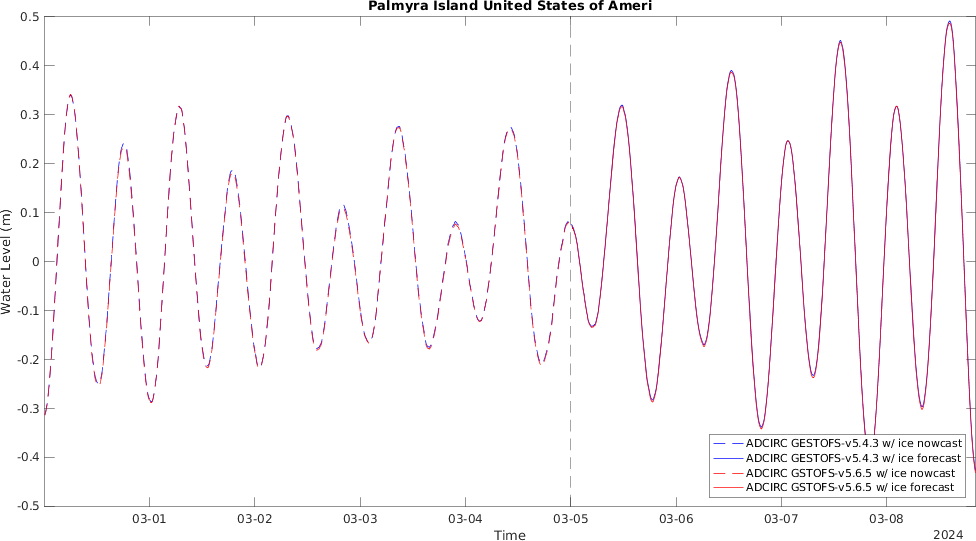 Palmyra Island United States of Ameri
0.5
0.4
0.3
0.2
0.1
0
-0.1
-0.2
-0.3
-0.4
-0.5
Water Level (m)
ADCIRC GESTOFS-v5.4.3 w/ ice nowcast
ADCIRC GESTOFS-v5.4.3 w/ ice forecast
ADCIRC GSTOFS-v5.6.5 w/ ice nowcast
ADCIRC GSTOFS-v5.6.5 w/ ice forecast
03-01 03-02 03-03 03-04 03-05 03-06 03-07 03-08
Time
2024